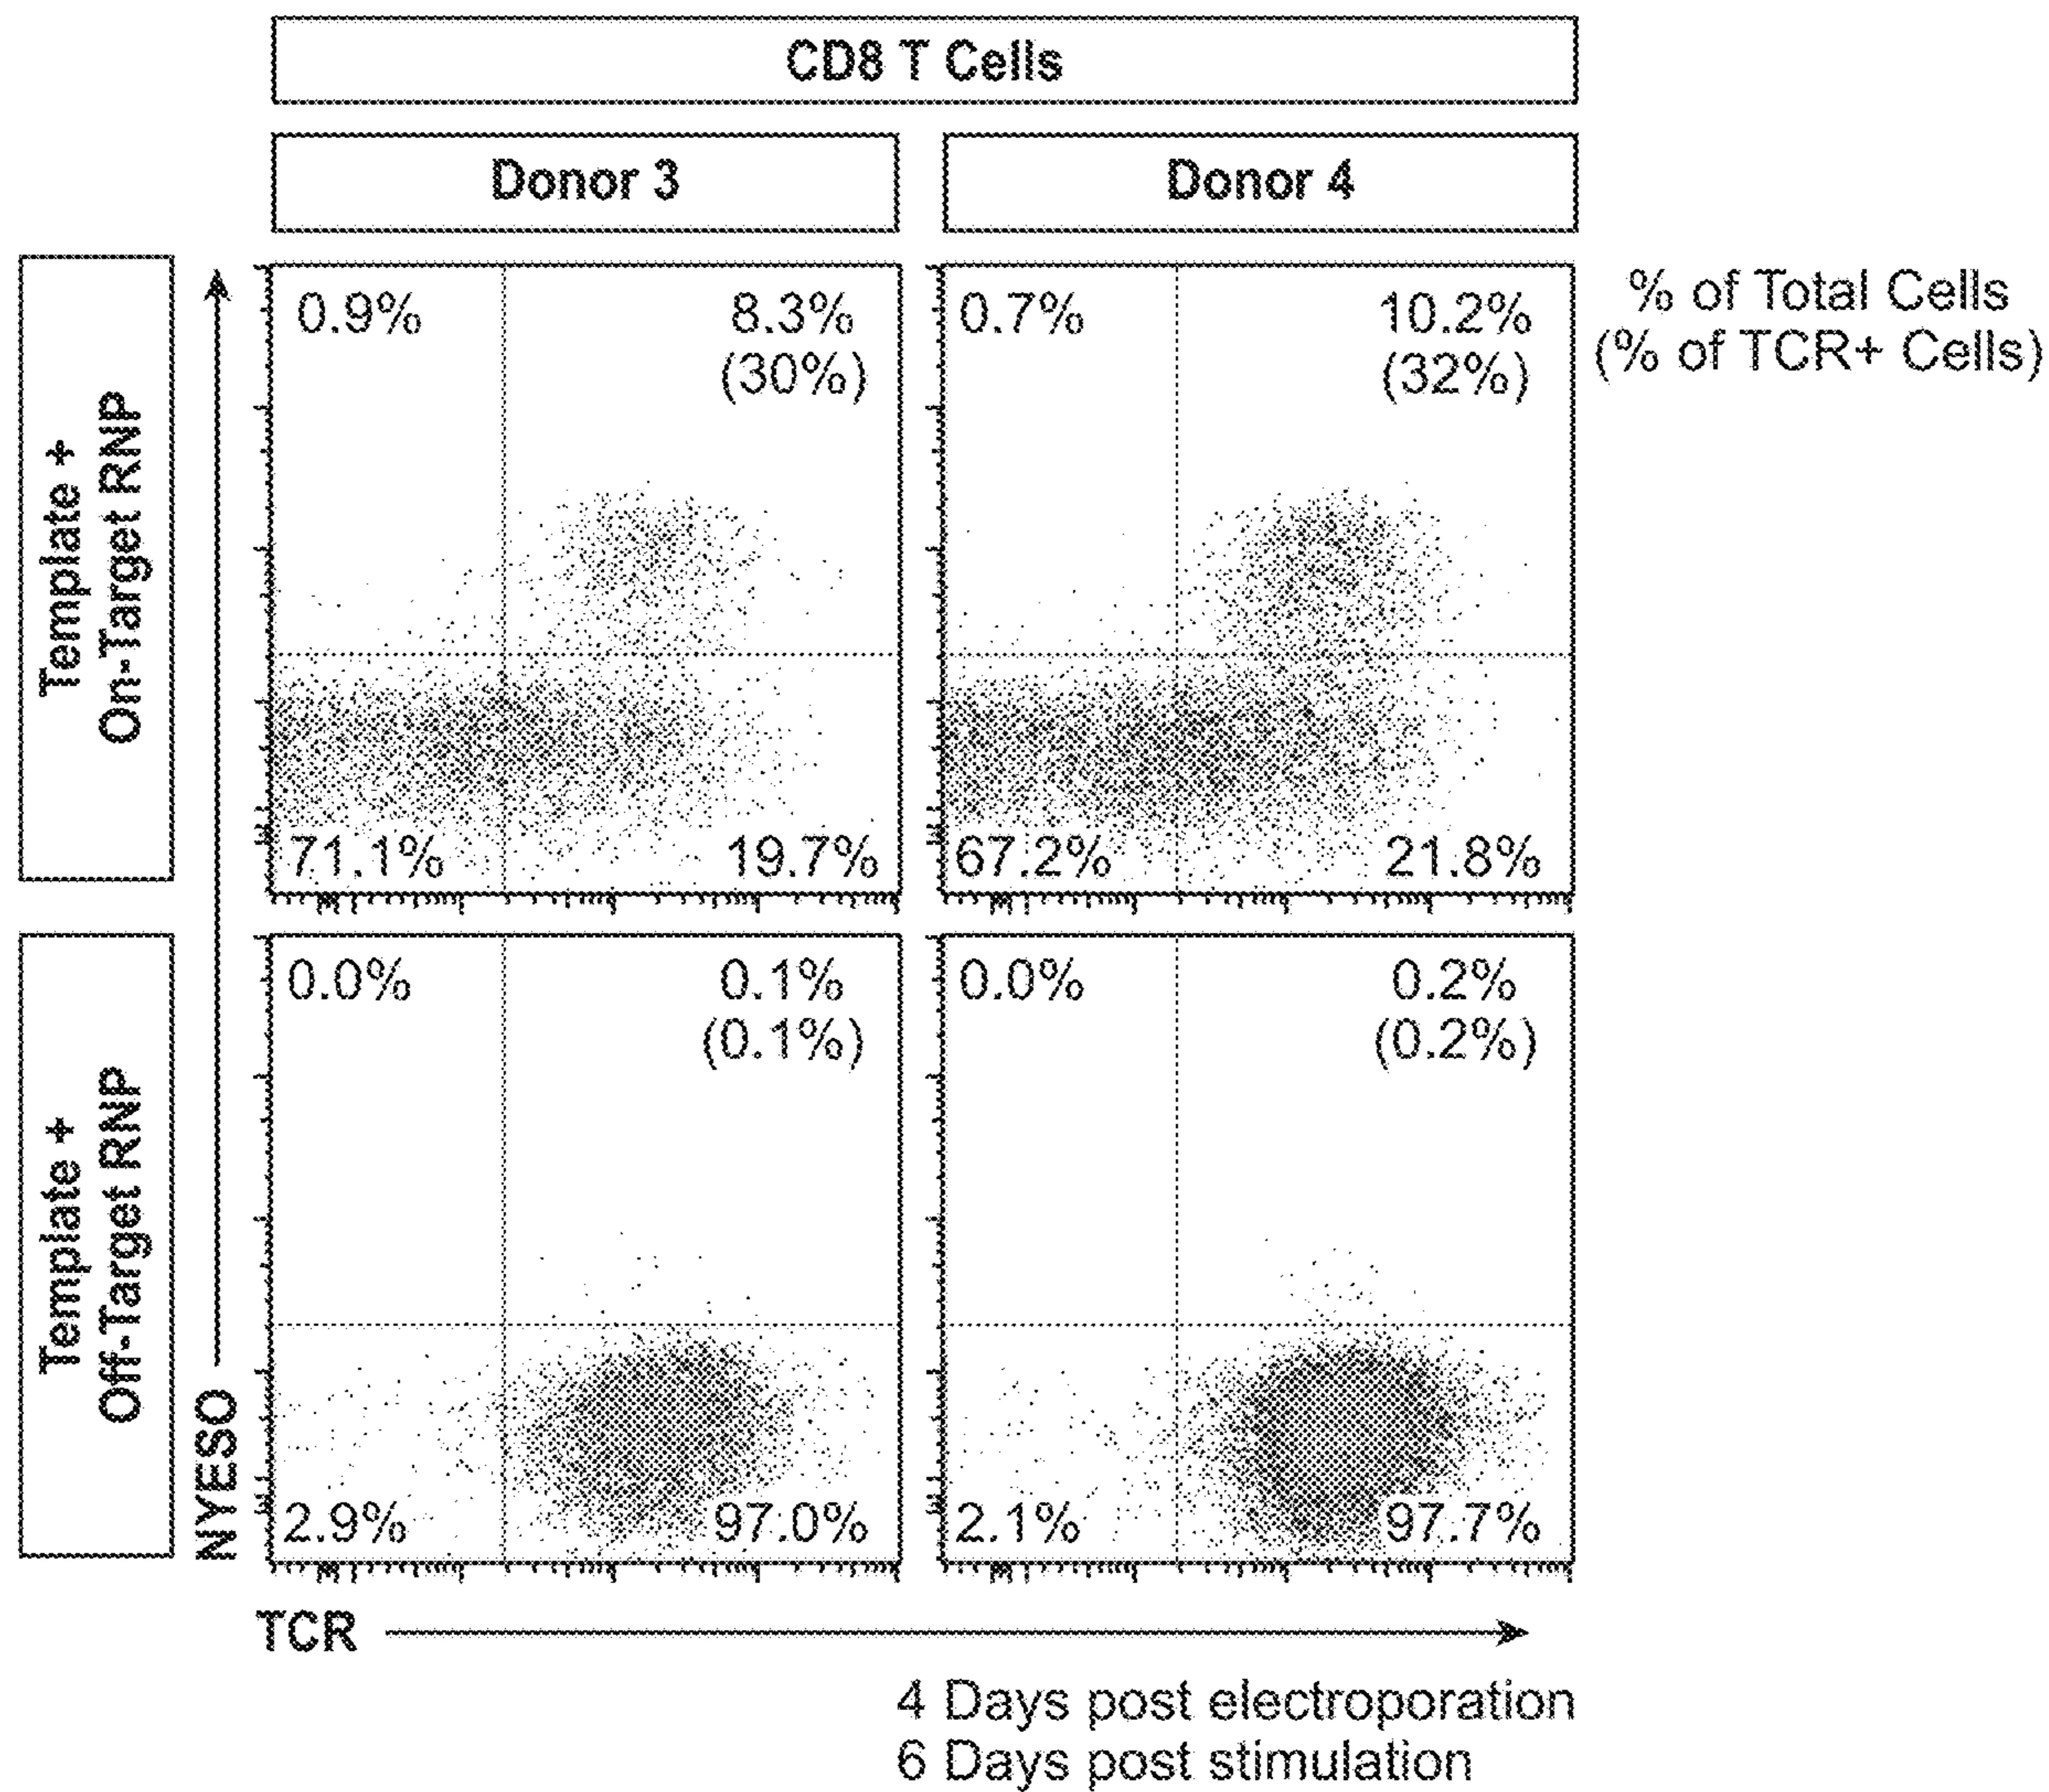 CD8 T Cells
Donor 3
Donor 4
Template +
On-Target RNP
0.9%
8.3%
(30%)
71.1%
19.7%
0.7%
10.2%
(32%)
67.2%
21.8%
% of Total Cells
(% of TCR+ Cells)
Template +
Off-Target RNP
NYESO
0.0%
0.1%
(0.1%)
2.9%
97.0%
0.0%
0.2%
(0.2%)
2.1%
97.7%
TCR
4 Days post electroporation
6 Days post stimulation